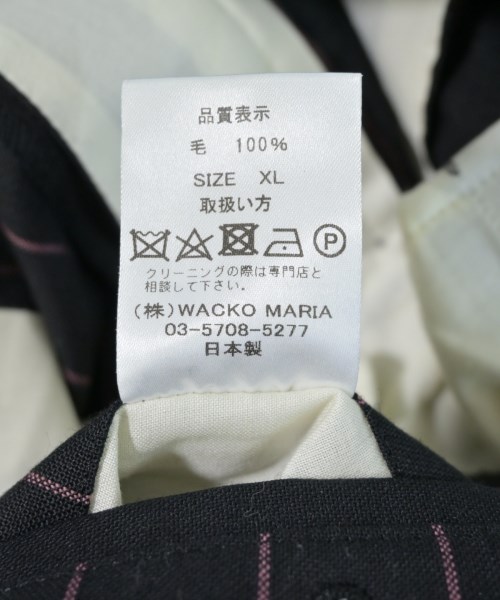 品質表示
毛 100%
SIZE XL
取扱い方
P
クリーニングの際は専門店と
相談して下さい。
(株)WACKO MARIA
03-5708-5277
日本製